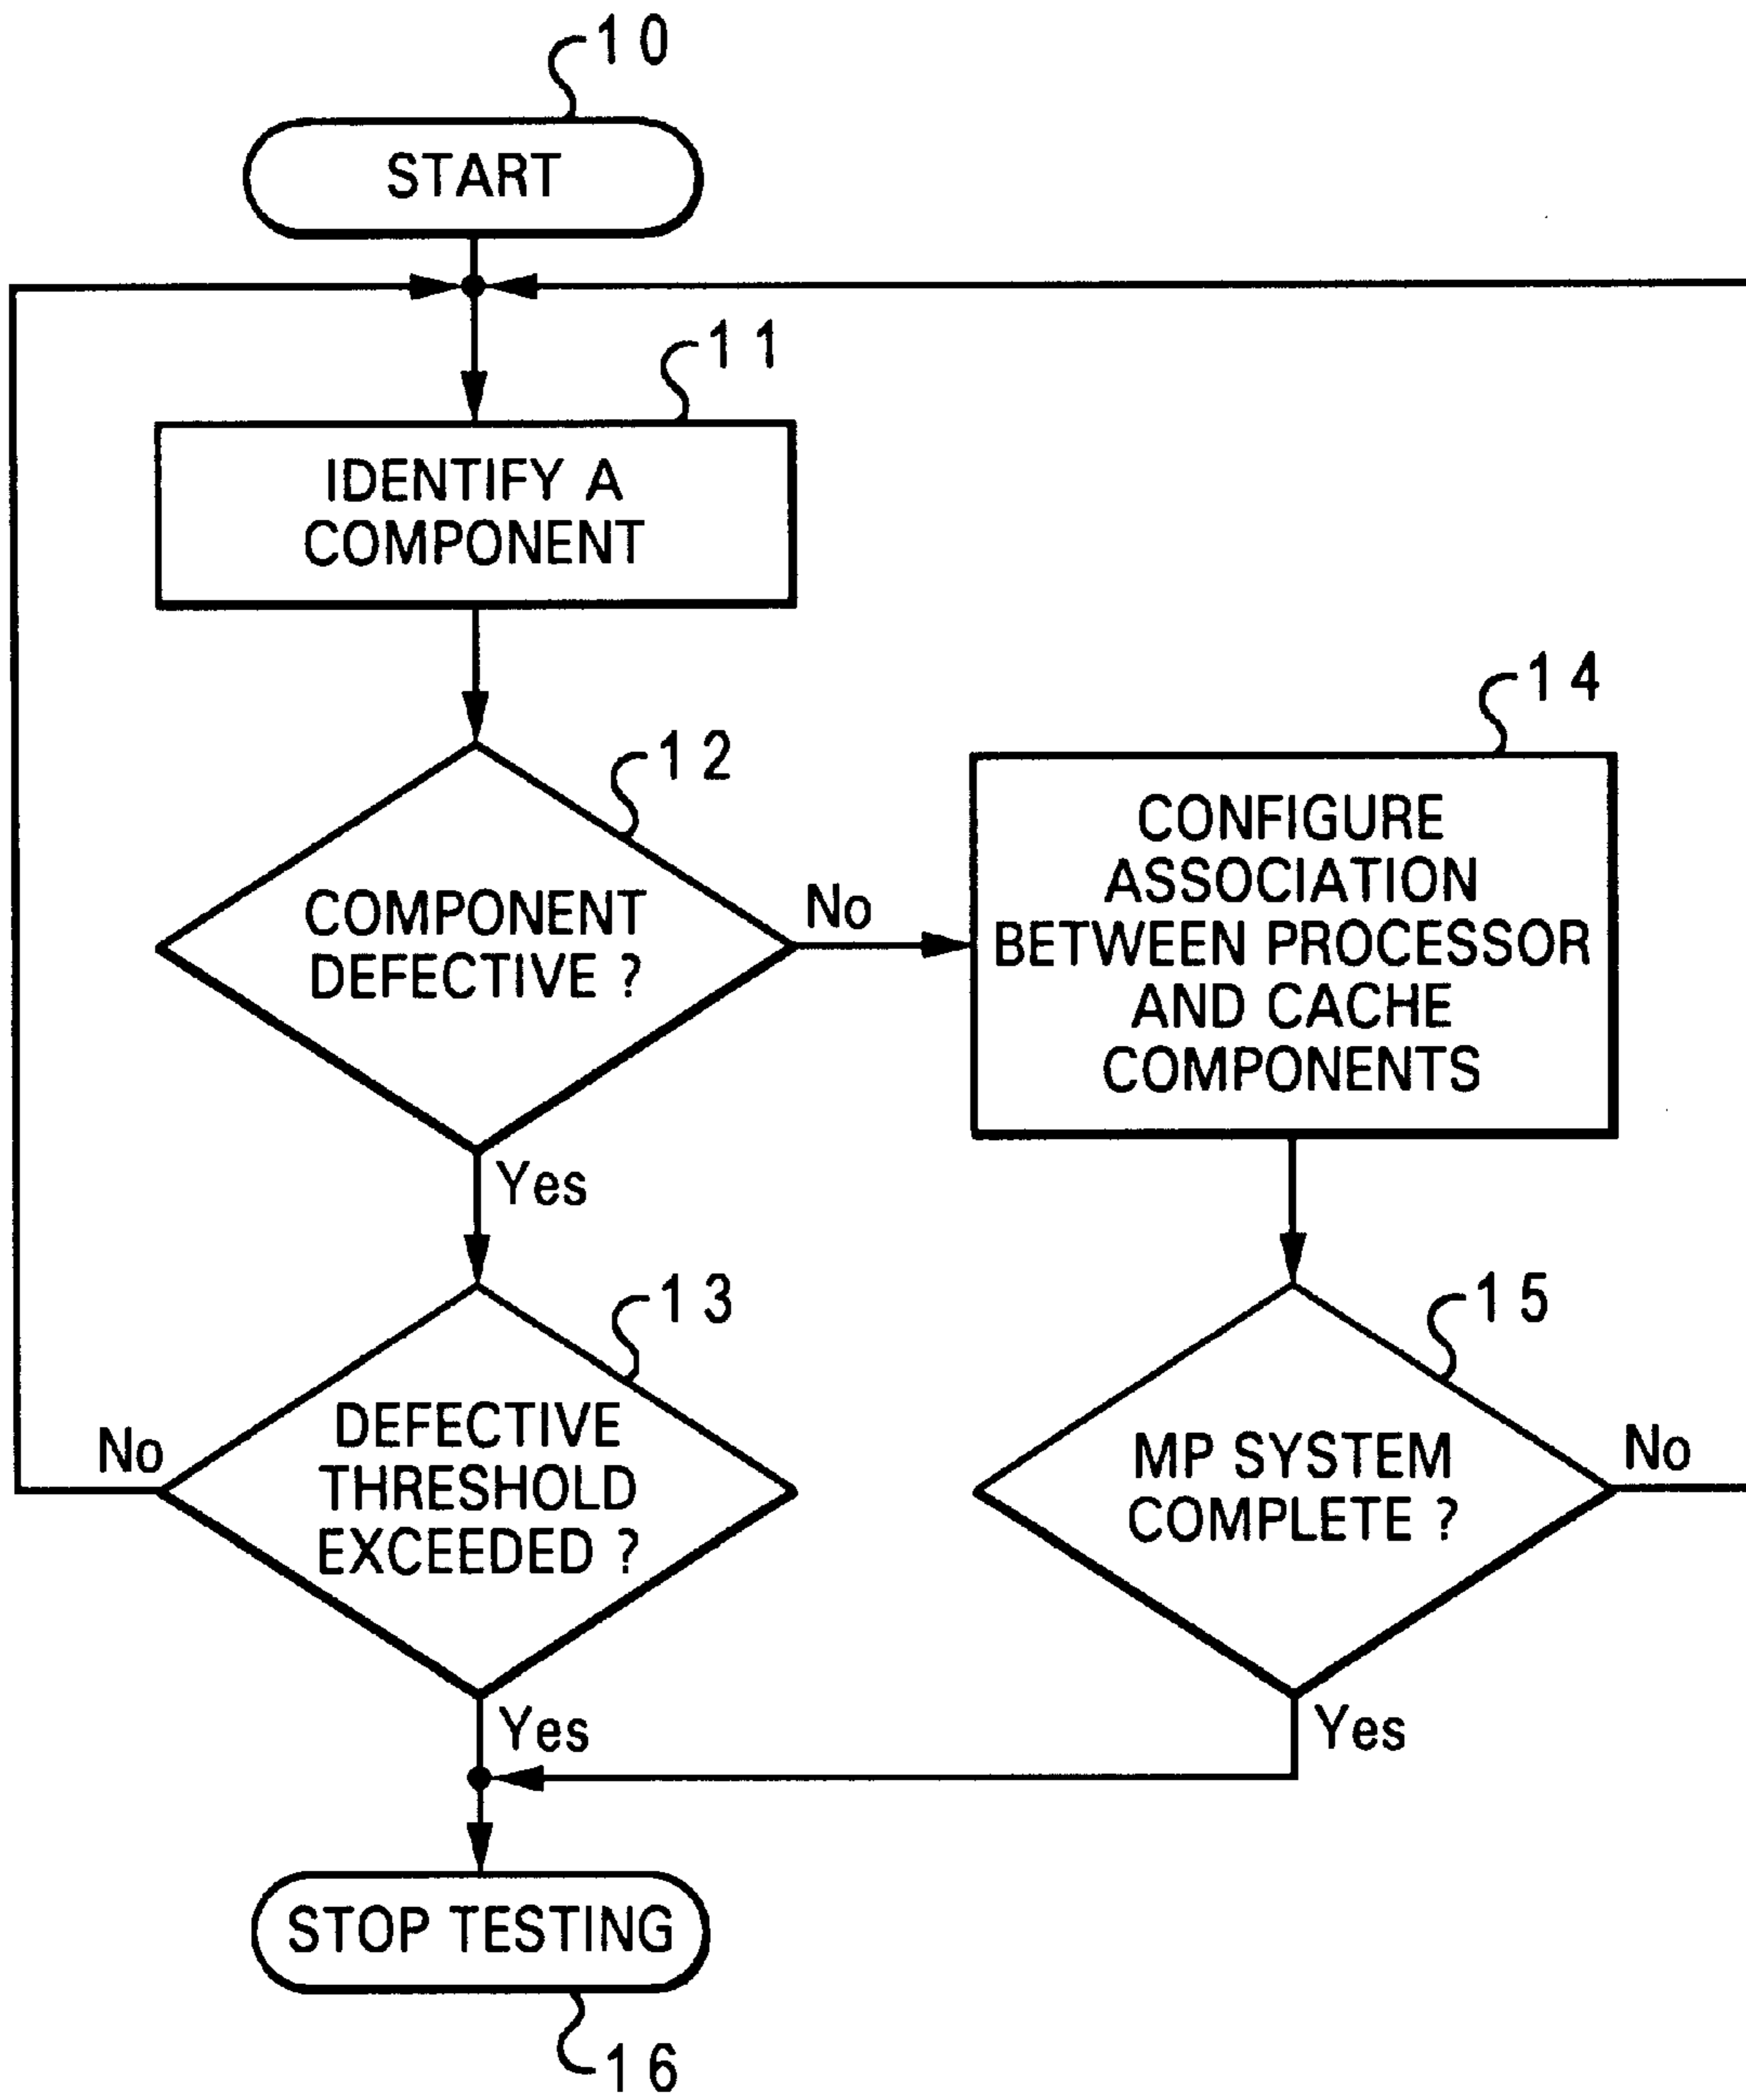 10
START
11
IDENTIFY A
COMPONENT
12
COMPONENT
DEFECTIVE ?
No
Yes
14
CONFIGURE
ASSOCIATION
BETWEEN PROCESSOR
AND CACHE
COMPONENTS
13
DEFECTIVE
THRESHOLD
EXCEEDED ?
No
Yes
15
MP SYSTEM
COMPLETE ?
No
Yes
STOP TESTING
16